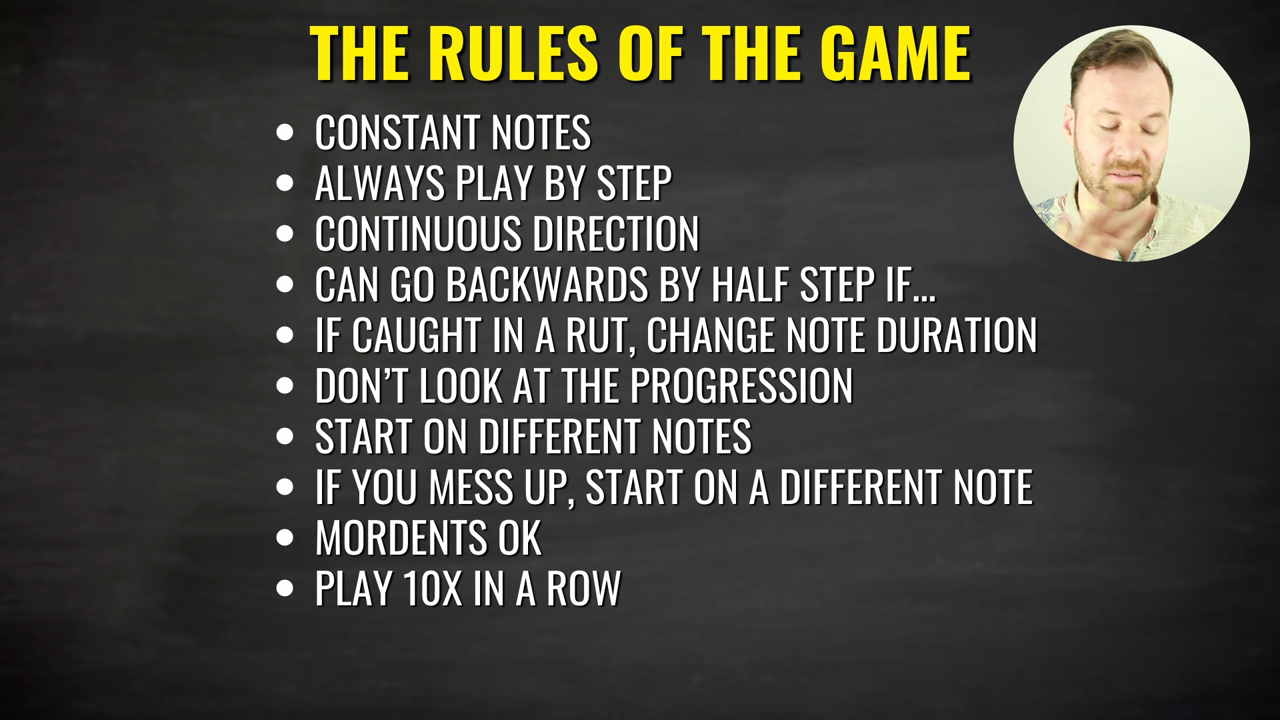 THE RULES OF THE GAME
• CONSTANT NOTES
• ALWAYS PLAY BY STEP
• CONTINUOUS DIRECTION
• CAN GO BACKWARDS BY HALF STEP IF...
• IF CAUGHT IN A RUT, CHANGE NOTE DURATION
• DON'T LOOK AT THE PROGRESSION
• START ON DIFFERENT NOTES
• IF YOU MESS UP, START ON A DIFFERENT NOTE
• MORDENTS OK
• PLAY 10X IN A ROW